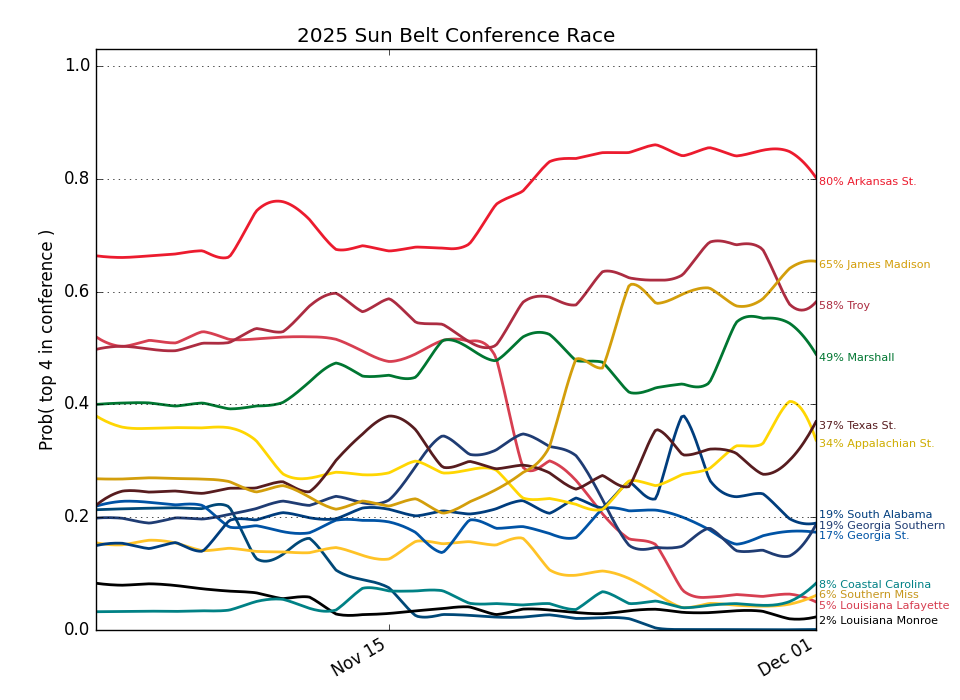 2025 Sun Belt Conference Race
Prob( top 4 in conference )
1.0
0.8
0.6
0.4
0.2
0.0
Nov 15
Dec 01
80% Arkansas St.
65% James Madison
58% Troy
49% Marshall
37% Texas St.
34% Appalachian St.
19% South Alabama
19% Georgia Southern
17% Georgia St.
8% Coastal Carolina
6% Southern Miss
5% Louisiana Lafayette
2% Louisiana Monroe